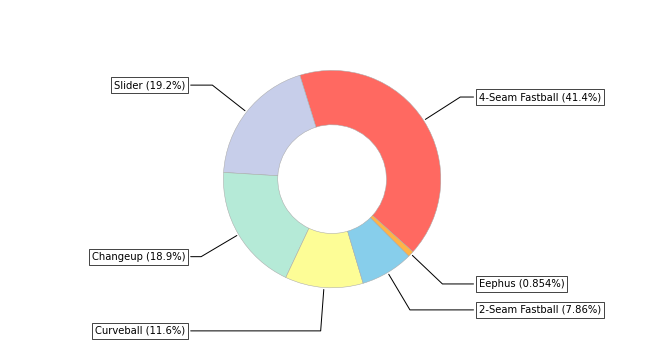 Slider (19.2%)
4-Seam Fastball (41.4%)
Changeup (18.9%)
Eephus (0.854%)
2-Seam Fastball (7.86%)
Curveball (11.6%)